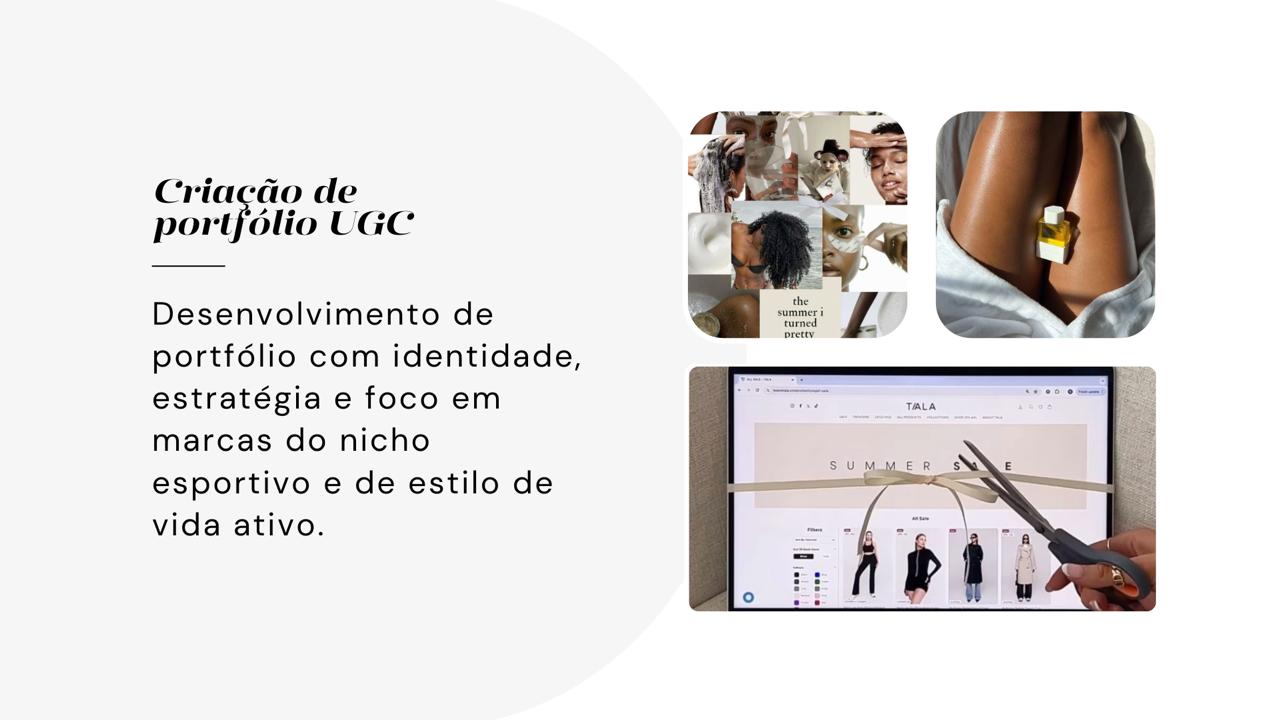 Criação de
portfólio UGC
Desenvolvimento de
portfólio com identidade,
estratégia e foco em
marcas do nicho
esportivo e de estilo de
vida ativo.
the
summer i
turned
pretty
TALA
SUMMER SALE
All Sale
Filters